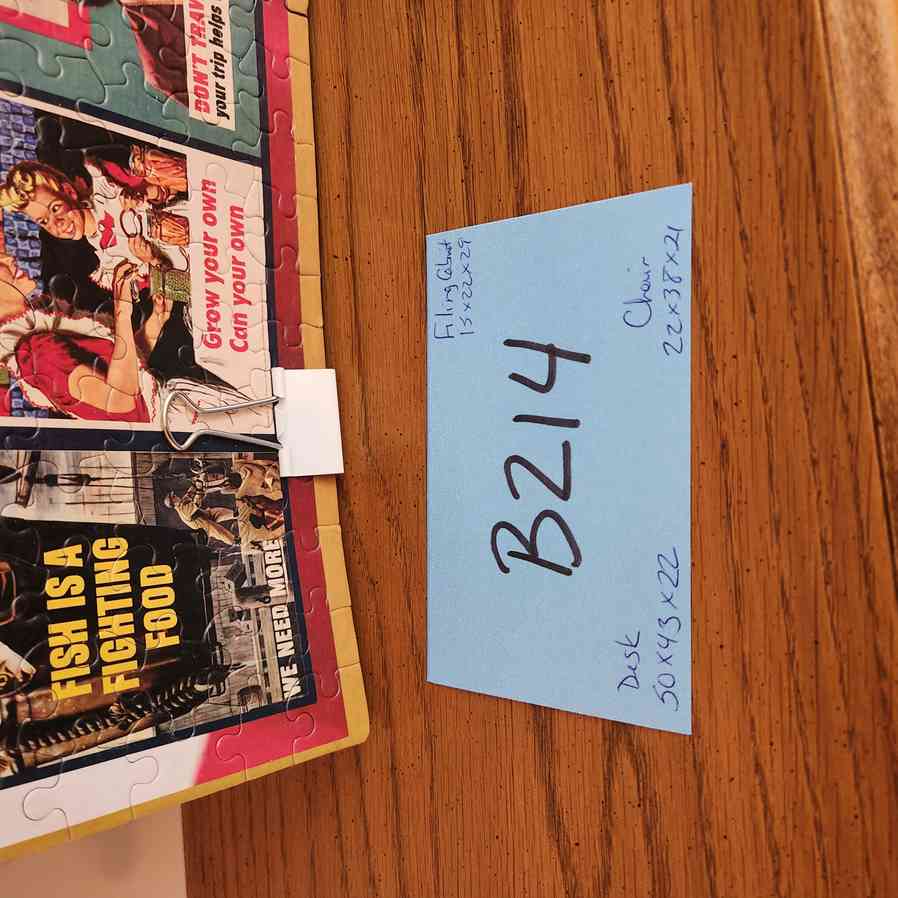 DON'T TRAV
your trip helps
Grow your own
Can your own
FISH IS A
FIGHTING
FOOD
WE NEED MORE
Filing Cabinet
15x22x29
B214
Chair
22x38x21
Desk
50x43x22